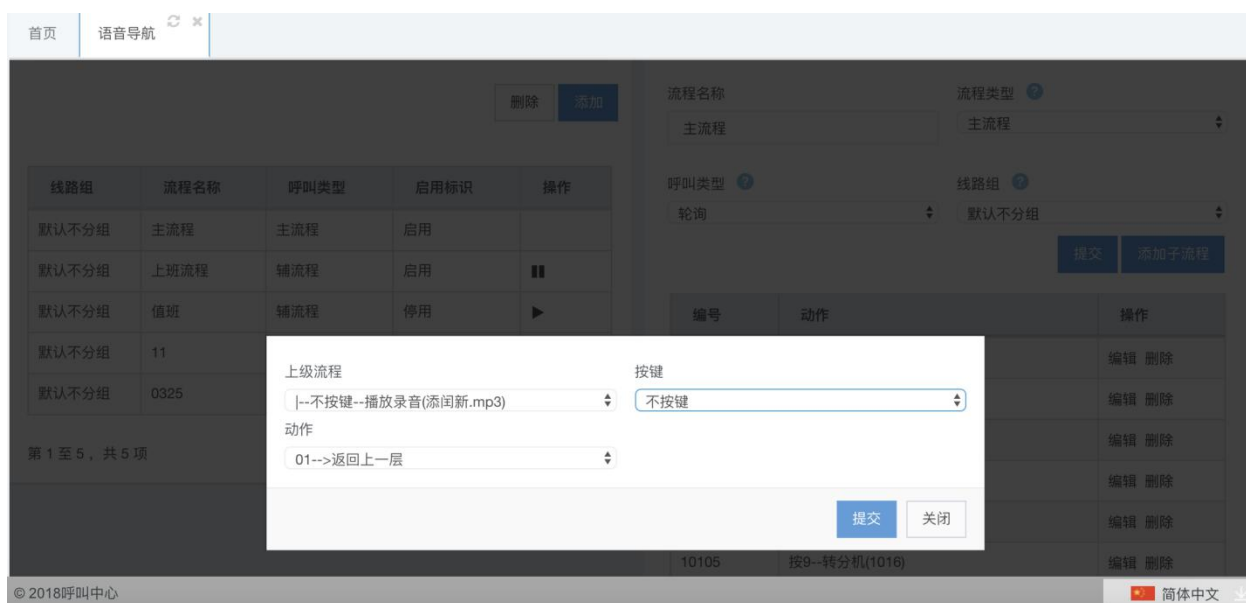 首页
语音导航
删除 添加
流程名称
主流程
流程类型
主流程
呼叫类型
轮询
线路组
默认不分组
提交 添加子流程
线路组 流程名称 呼叫类型 启用标识 操作
默认不分组 主流程 主流程 启用
默认不分组 上班流程 辅流程 启用
默认不分组 值班 辅流程 停用
默认不分组 11
默认不分组 0325
第 1 至 5 , 共 5 项
编号 动作 操作
编辑 删除
编辑 删除
编辑 删除
编辑 删除
编辑 删除
10105 按9--转分机(1016) 编辑 删除
上级流程
|--不按键--播放录音(添闰新.mp3)
按键
不按键
动作
01-->返回上一层
提交 关闭
© 2018呼叫中心
简体中文